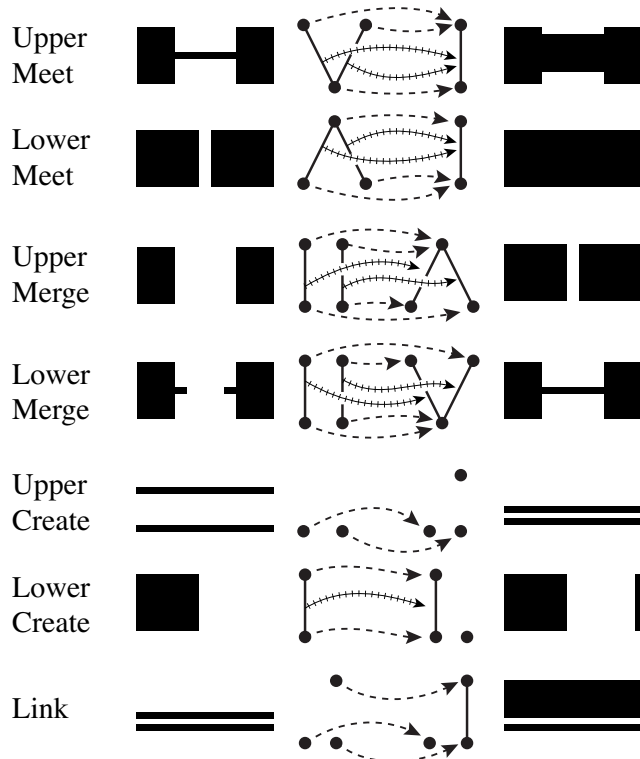 Upper
Meet
Lower
Meet
Upper
Merge
Lower
Merge
Upper
Create
Lower
Create
Link